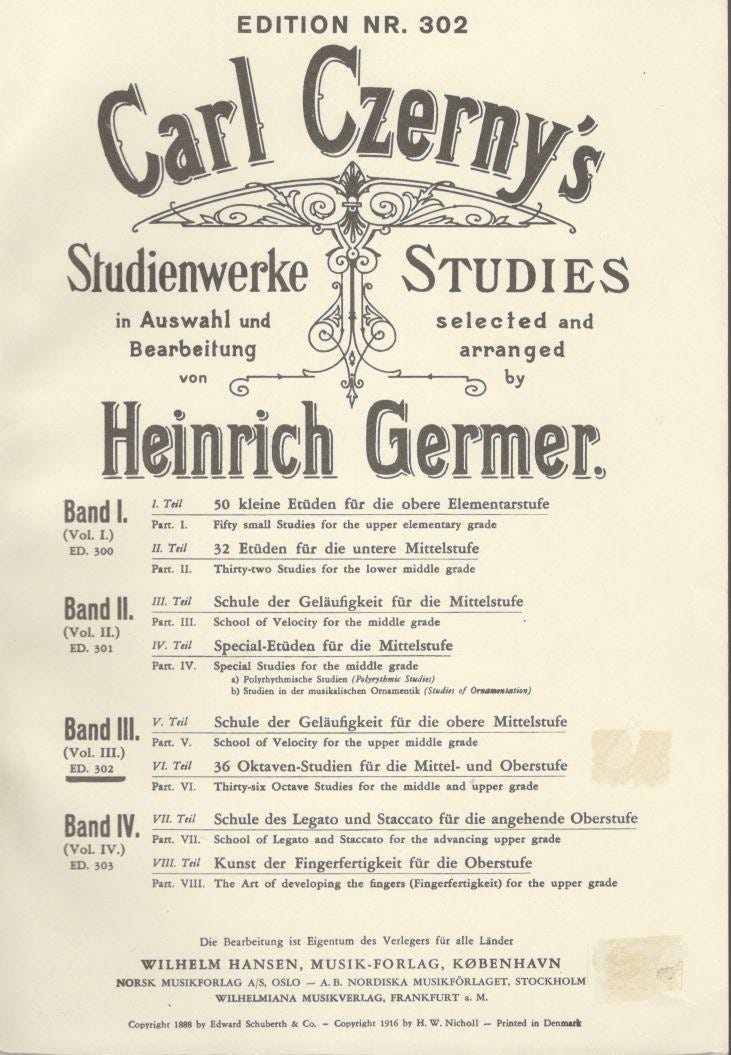 EDITION NR. 302
Carl Czerny's
Studienwerke
in Auswahl und
Bearbeitung
von
STUDIES
selected and
arranged
by
Heinrich Germer.
Band I.
(Vol. I.)
ED. 300
I. Teil 50 kleine Etüden für die obere Elementarstufe
Part. I. Fifty small Studies for the upper elementary grade
II. Teil 32 Etüden für die untere Mittelstufe
Part. II. Thirty-two Studies for the lower middle grade
Band II.
(Vol. II.)
ED. 301
III. Teil Schule der Geläufigkeit für die Mittelstufe
Part. III. School of Velocity for the middle grade
IV. Teil Special-Etüden für die Mittelstufe
Part. IV. Special Studies for the middle grade
a) Polyrhythmische Studien (Polyrythmic Studies)
b) Studien in der musikalischen Ornamentik (Studies of Ornamentation)
Band III.
(Vol. III.)
ED. 302
V. Teil Schule der Geläufigkeit für die obere Mittelstufe
Part. V. School of Velocity for the upper middle grade
VI. Teil 36 Oktaven-Studien für die Mittel- und Oberstufe
Part. VI. Thirty-six Octave Studies for the middle and upper grade
Band IV.
(Vol. IV.)
ED. 303
VII. Teil Schule des Legato und Staccato für die angehende Oberstufe
Part. VII. School of Legato and Staccato for the advancing upper grade
VIII. Teil Kunst der Fingerfertigkeit für die Oberstufe
Part. VIII. The Art of developing the fingers (Fingerfertigkeit) for the upper grade
Die Bearbeitung ist Eigentum des Verlegers für alle Länder
WILHELM HANSEN, MUSIK-FORLAG, KØBENHAVN
NORSK MUSIKFORLAG A/S, OSLO — A. B. NORDISKA MUSIKFÖRLAGET, STOCKHOLM
WILHELMIANA MUSIKVERLAG, FRANKFURT a. M.
Copyright 1888 by Edward Schuberth & Co. — Copyright 1916 by H. W. Nicholl — Printed in Denmark